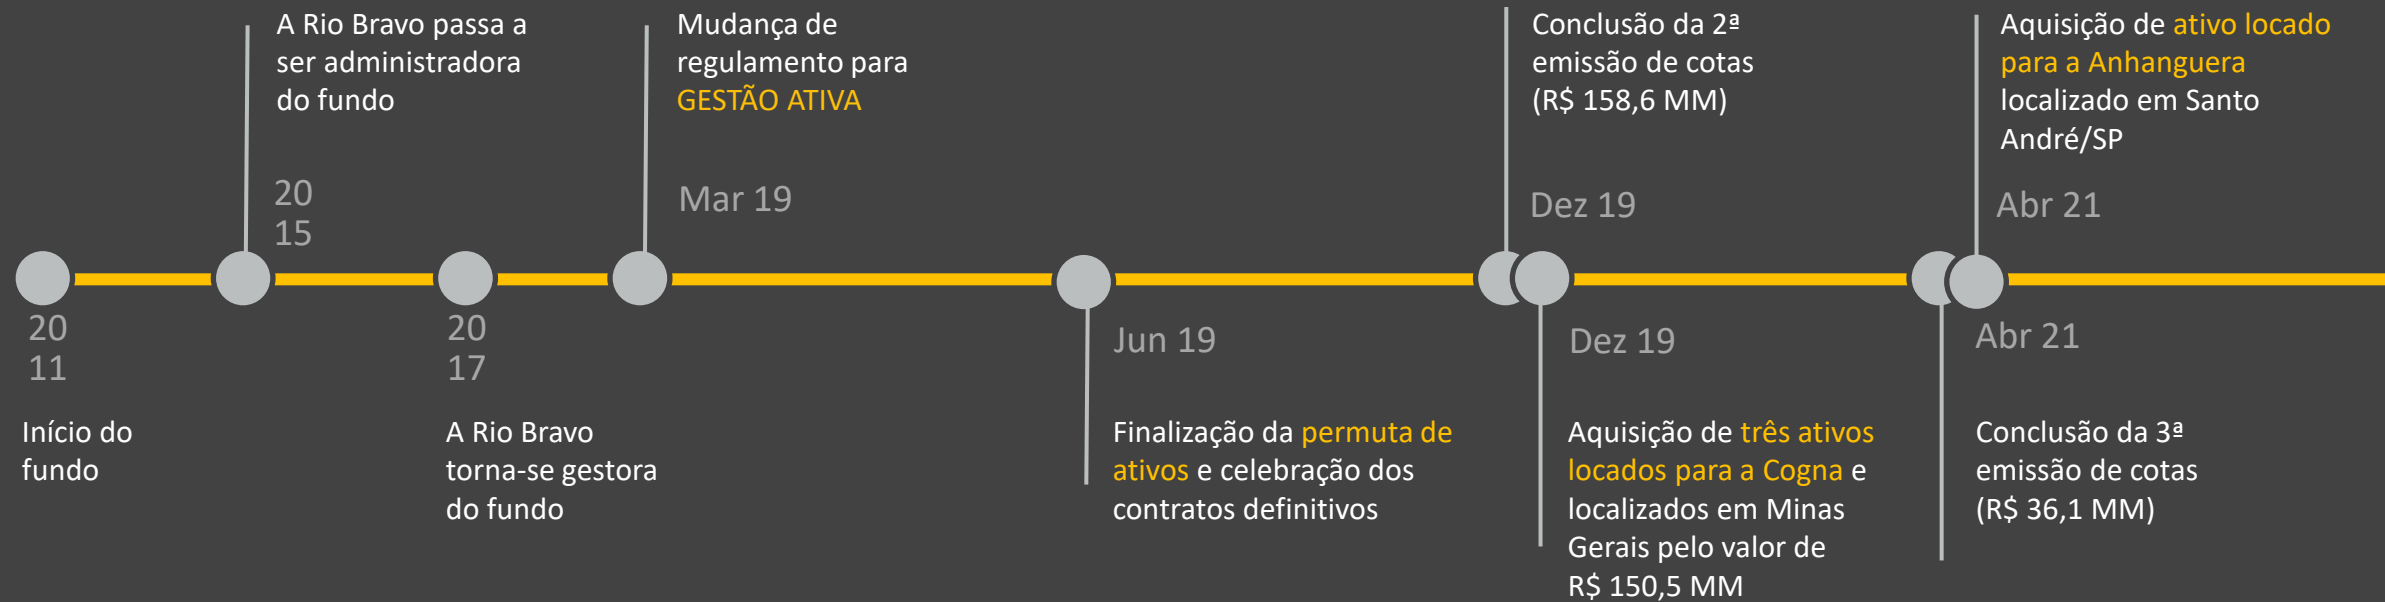 20
11
Início do
fundo
A Rio Bravo passa a
ser administradora
do fundo
20
15
20
17
A Rio Bravo
torna-se gestora
do fundo
Mudança de
regulamento para
GESTÃO ATIVA
Mar 19
Jun 19
Finalização da permuta de
ativos e celebração dos
contratos definitivos
Conclusão da 2ª
emissão de cotas
(R$ 158,6 MM)
Dez 19
Dez 19
Aquisição de três ativos
locados para a Cogna e
localizados em Minas
Gerais pelo valor de
R$ 150,5 MM
Aquisição de ativo locado
para a Anhanguera
localizado em Santo
André/SP
Abr 21
Abr 21
Conclusão da 3ª
emissão de cotas
(R$ 36,1 MM)